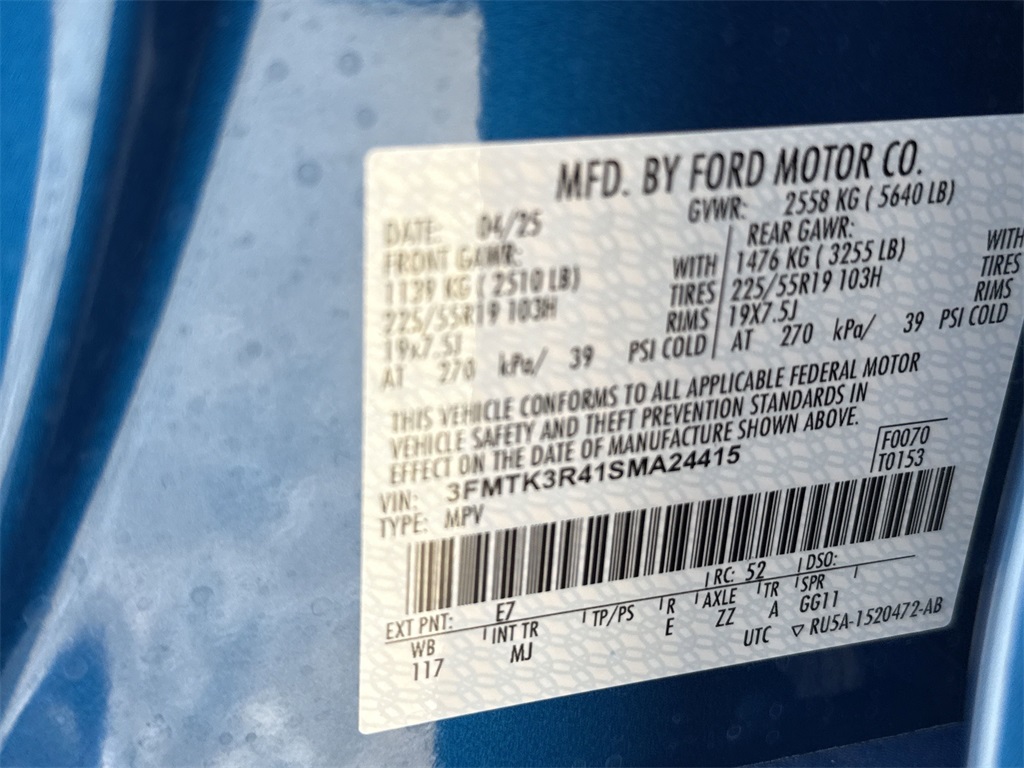 MFD. BY FORD MOTOR CO.
DATE: 04/25 GVWR: 2558 KG ( 5640 LB)
FRONT GAWR: REAR GAWR:
1139 KG ( 2510 LB) WITH 1476 KG ( 3255 LB) WITH
225/55R19 103H TIRES 225/55R19 103H TIRES
19x7.5J RIMS 19X7.5J RIMS
AT 270 kPa/ 39 PSI COLD AT 270 kPa/ 39 PSI COLD
THIS VEHICLE CONFORMS TO ALL APPLICABLE FEDERAL MOTOR
VEHICLE SAFETY AND THEFT PREVENTION STANDARDS IN
EFFECT ON THE DATE OF MANUFACTURE SHOWN ABOVE.
VIN: 3FMTK3R41SMA24415 F0070
TYPE: MPV T0153
EXT PNT: E7 RC: 52 DSO:
WB INT TR TP/PS R AXLE TR SPR
117 MJ E ZZ A GG11
UTC ▽ RU5A-1520472-AB